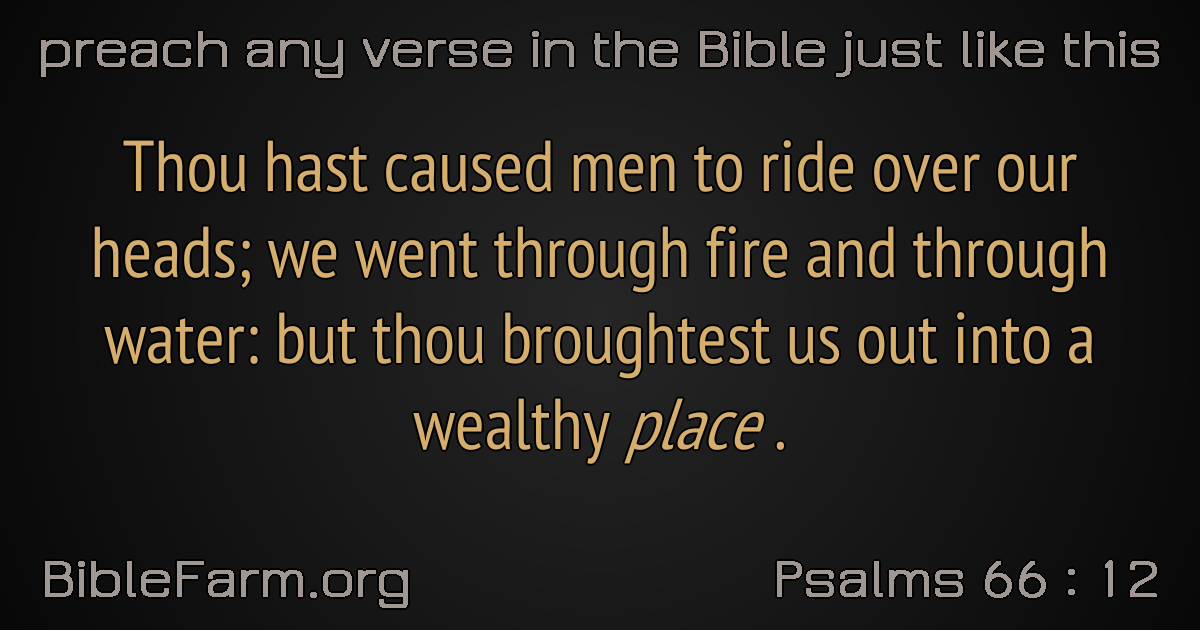 preach any verse in the Bible just like this
Thou hast caused men to ride over our
heads; we went through fire and through
water: but thou broughtest us out into a
wealthy place .
BibleFarm.org
Psalms 66 : 12